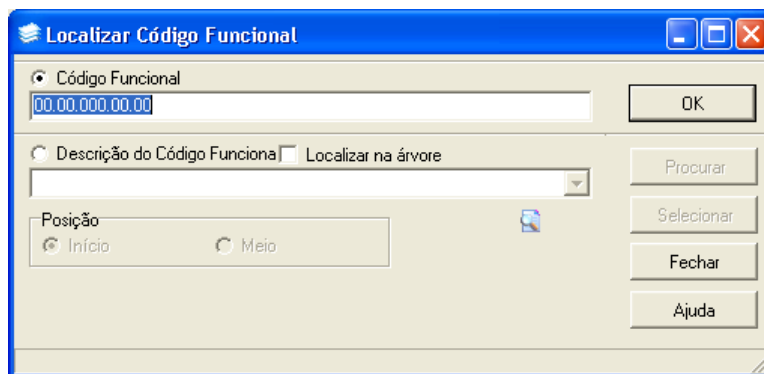 Localizar Código Funcional
Código Funcional
00.00.000.00.00
OK
Descrição do Código Funciona
Localizar na árvore
Procurar
Posição
Selecionar
Início
Meio
Fechar
Ajuda